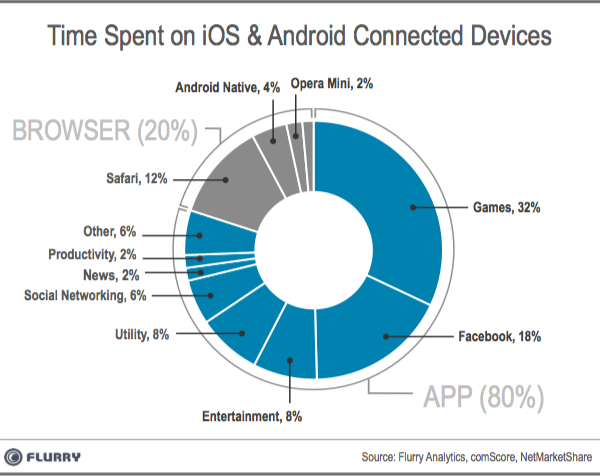 Time Spent on iOS & Android Connected Devices
Android Native, 4%
Opera Mini, 2%
BROWSER (20%)
Safari, 12%
Games, 32%
Other, 6%
Productivity, 2%
News, 2%
Social Networking, 6%
Utility, 8%
Facebook, 18%
APP (80%)
Entertainment, 8%
FLURRY
Source: Flurry Analytics, comScore, NetMarketShare